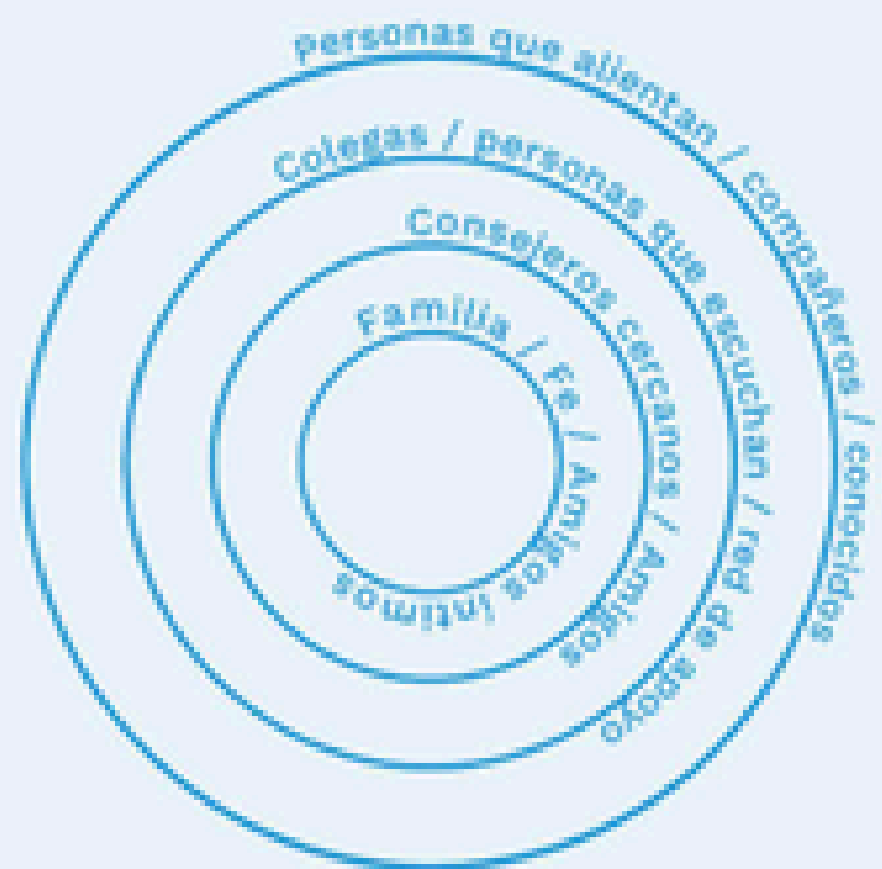 Personas que alientan / compañeros / conocidos
Colegas / personas que escuchan / red de apoyo
Consejeros cercanos / Amigos
Familia / Fe / Amigos íntimos